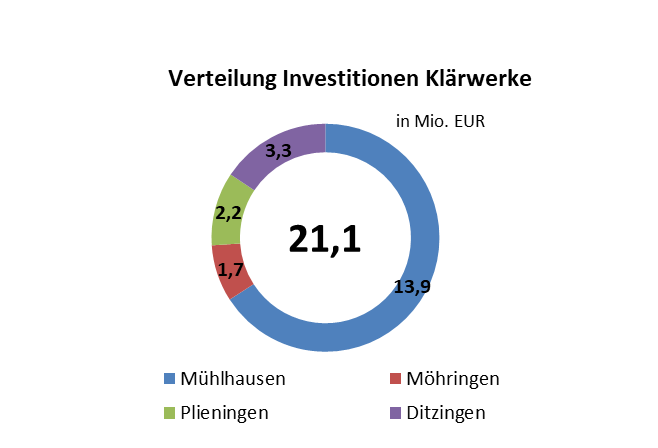 Verteilung Investitionen Klärwerke
in Mio. EUR
3,3
2,2
21,1
1,7
13,9
Mühlhausen
Möhringen
Plieningen
Ditzingen